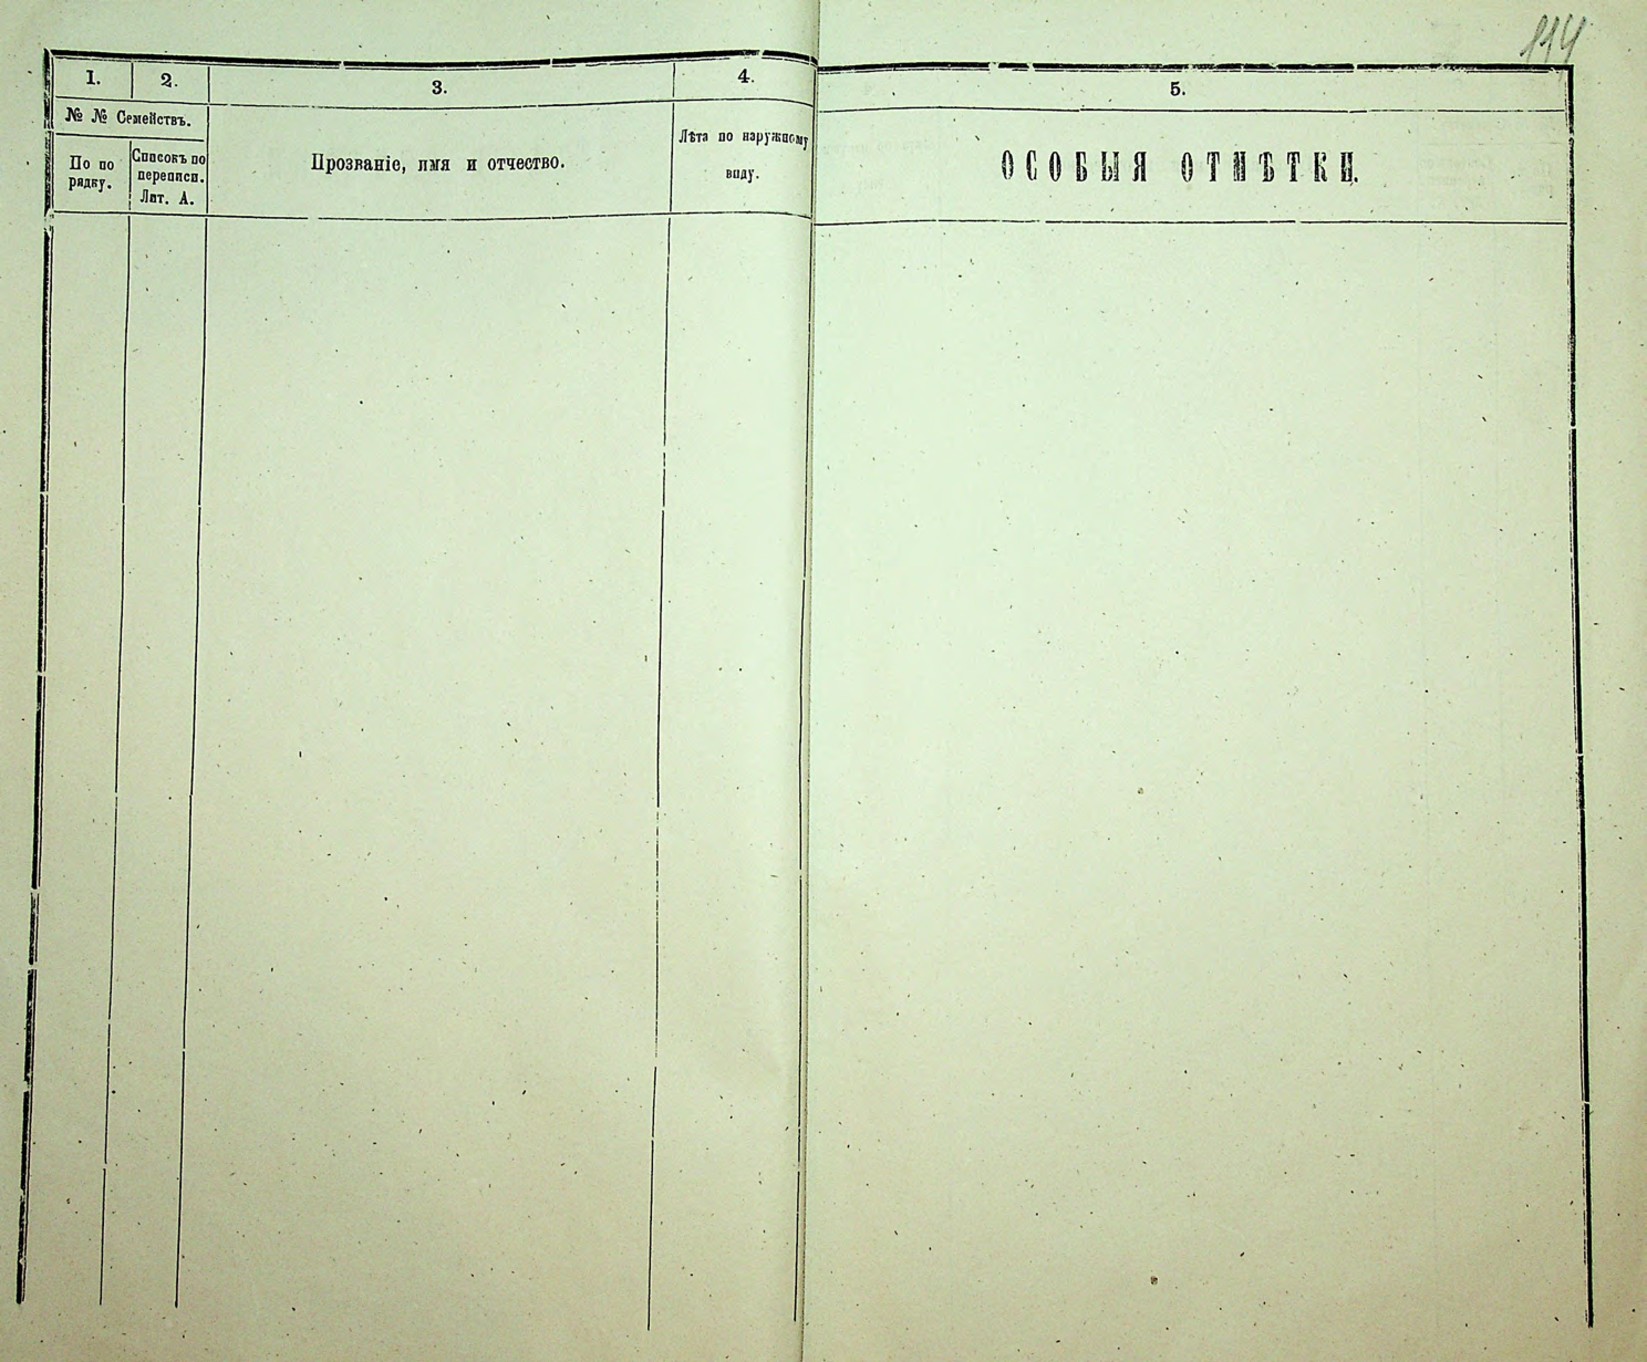 114
1.
2.
3.
4.
5.
№ № Семействъ.
По по
рядку.
Списокъ по
переписи.
Лит. А.
Прозваніе, имя и отчество.
Лѣта по наружному
виду.
ОСОБЫЯ ОТМѢТКИ.